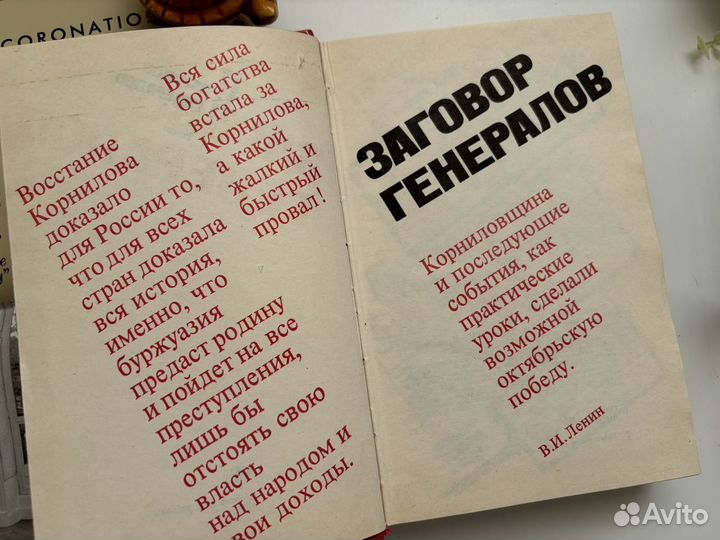 CORONATIO
Вся сила
богатства
встала за
Корнилова,
а какой
жалкий и
быстрый
провал!
Восстание
Корнилова
доказало
для России то,
что для всех
стран доказала
вся история,
именно, что
буржуазия
предаст родину
и пойдет на все
преступления,
лишь бы
отстоять свою
власть
над народом и
вои доходы.
ЗАГОВОР
ГЕНЕРАЛОВ
Корниловщина
и последующие
события, как
практические
уроки, сделали
возможной
октябрьскую
победу.
В.И. Ленин
Avito